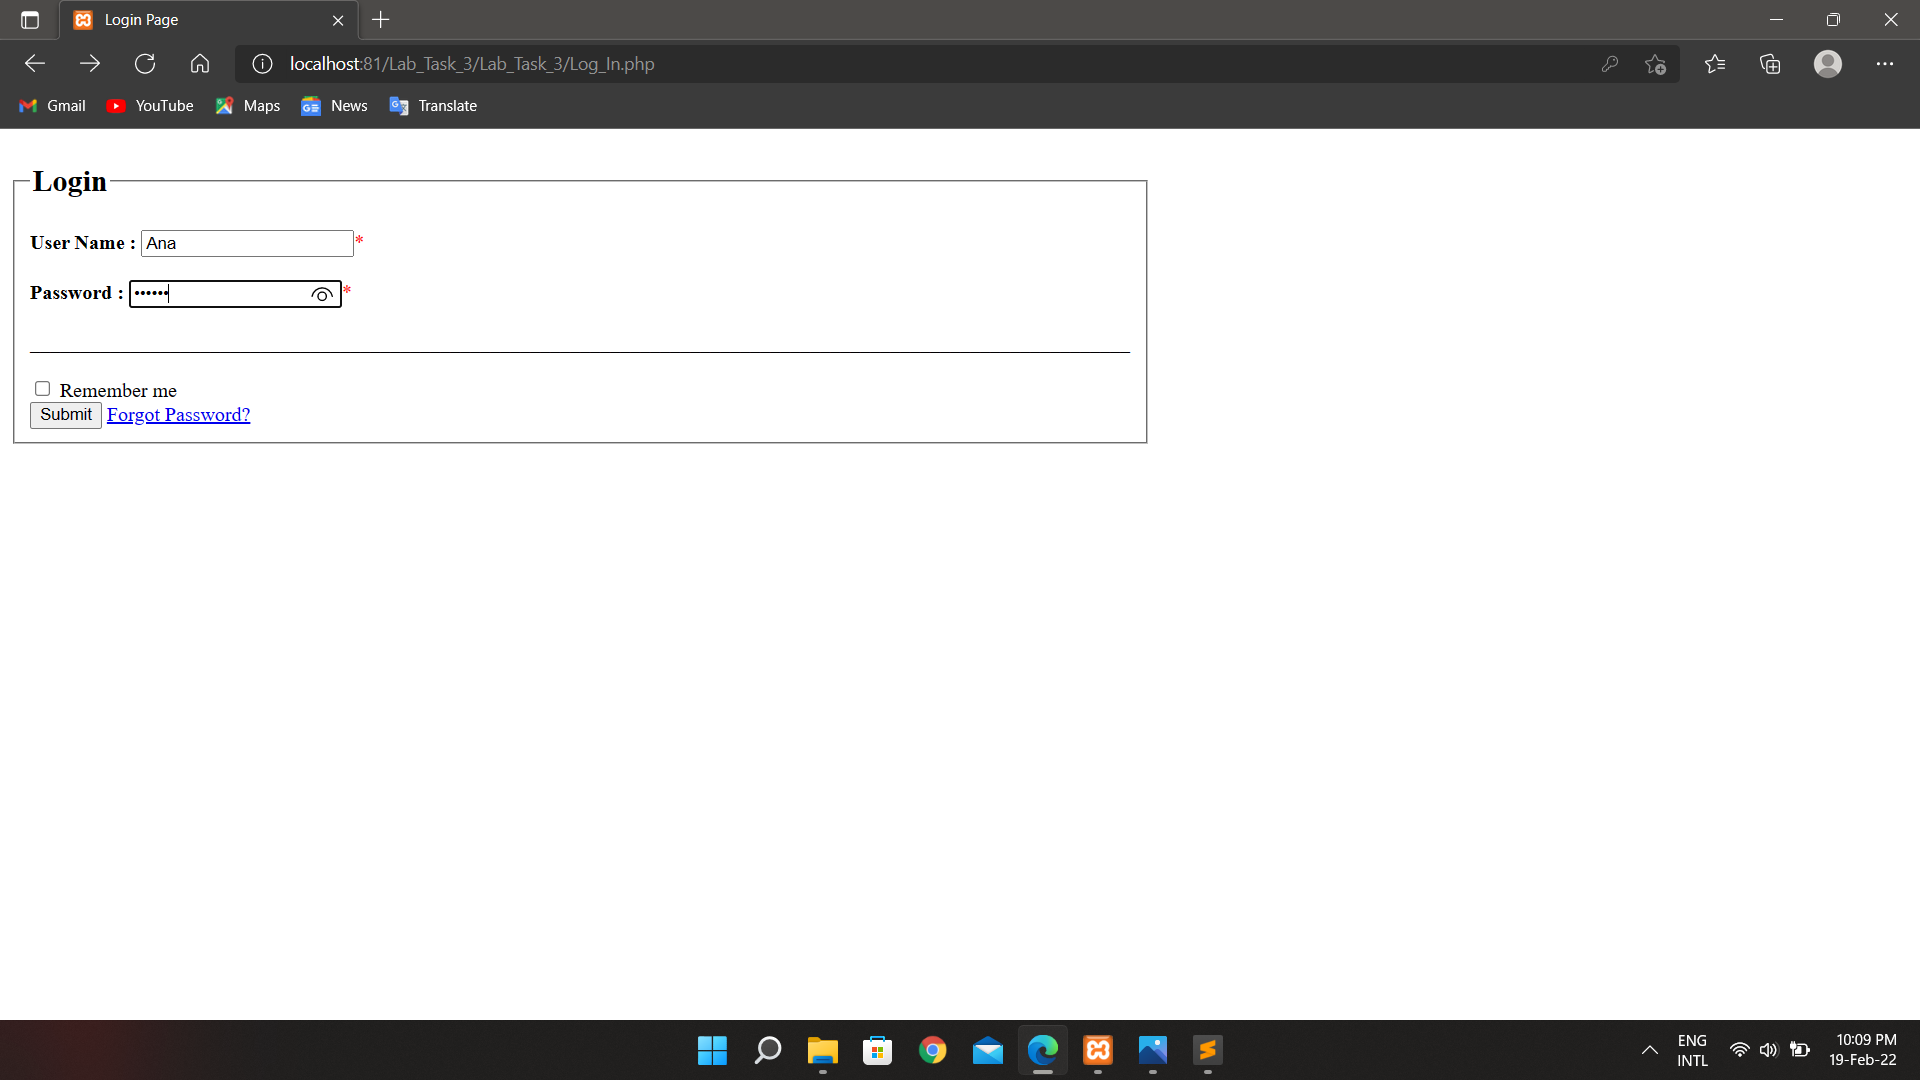 Login Page
localhost:81/Lab_Task_3/Lab_Task_3/Log_In.php
Gmail YouTube Maps News Translate
Login
User Name : Ana*
Password : ••••••*
Remember me
Submit Forgot Password?
ENG 10:09 PM
INTL 19-Feb-22